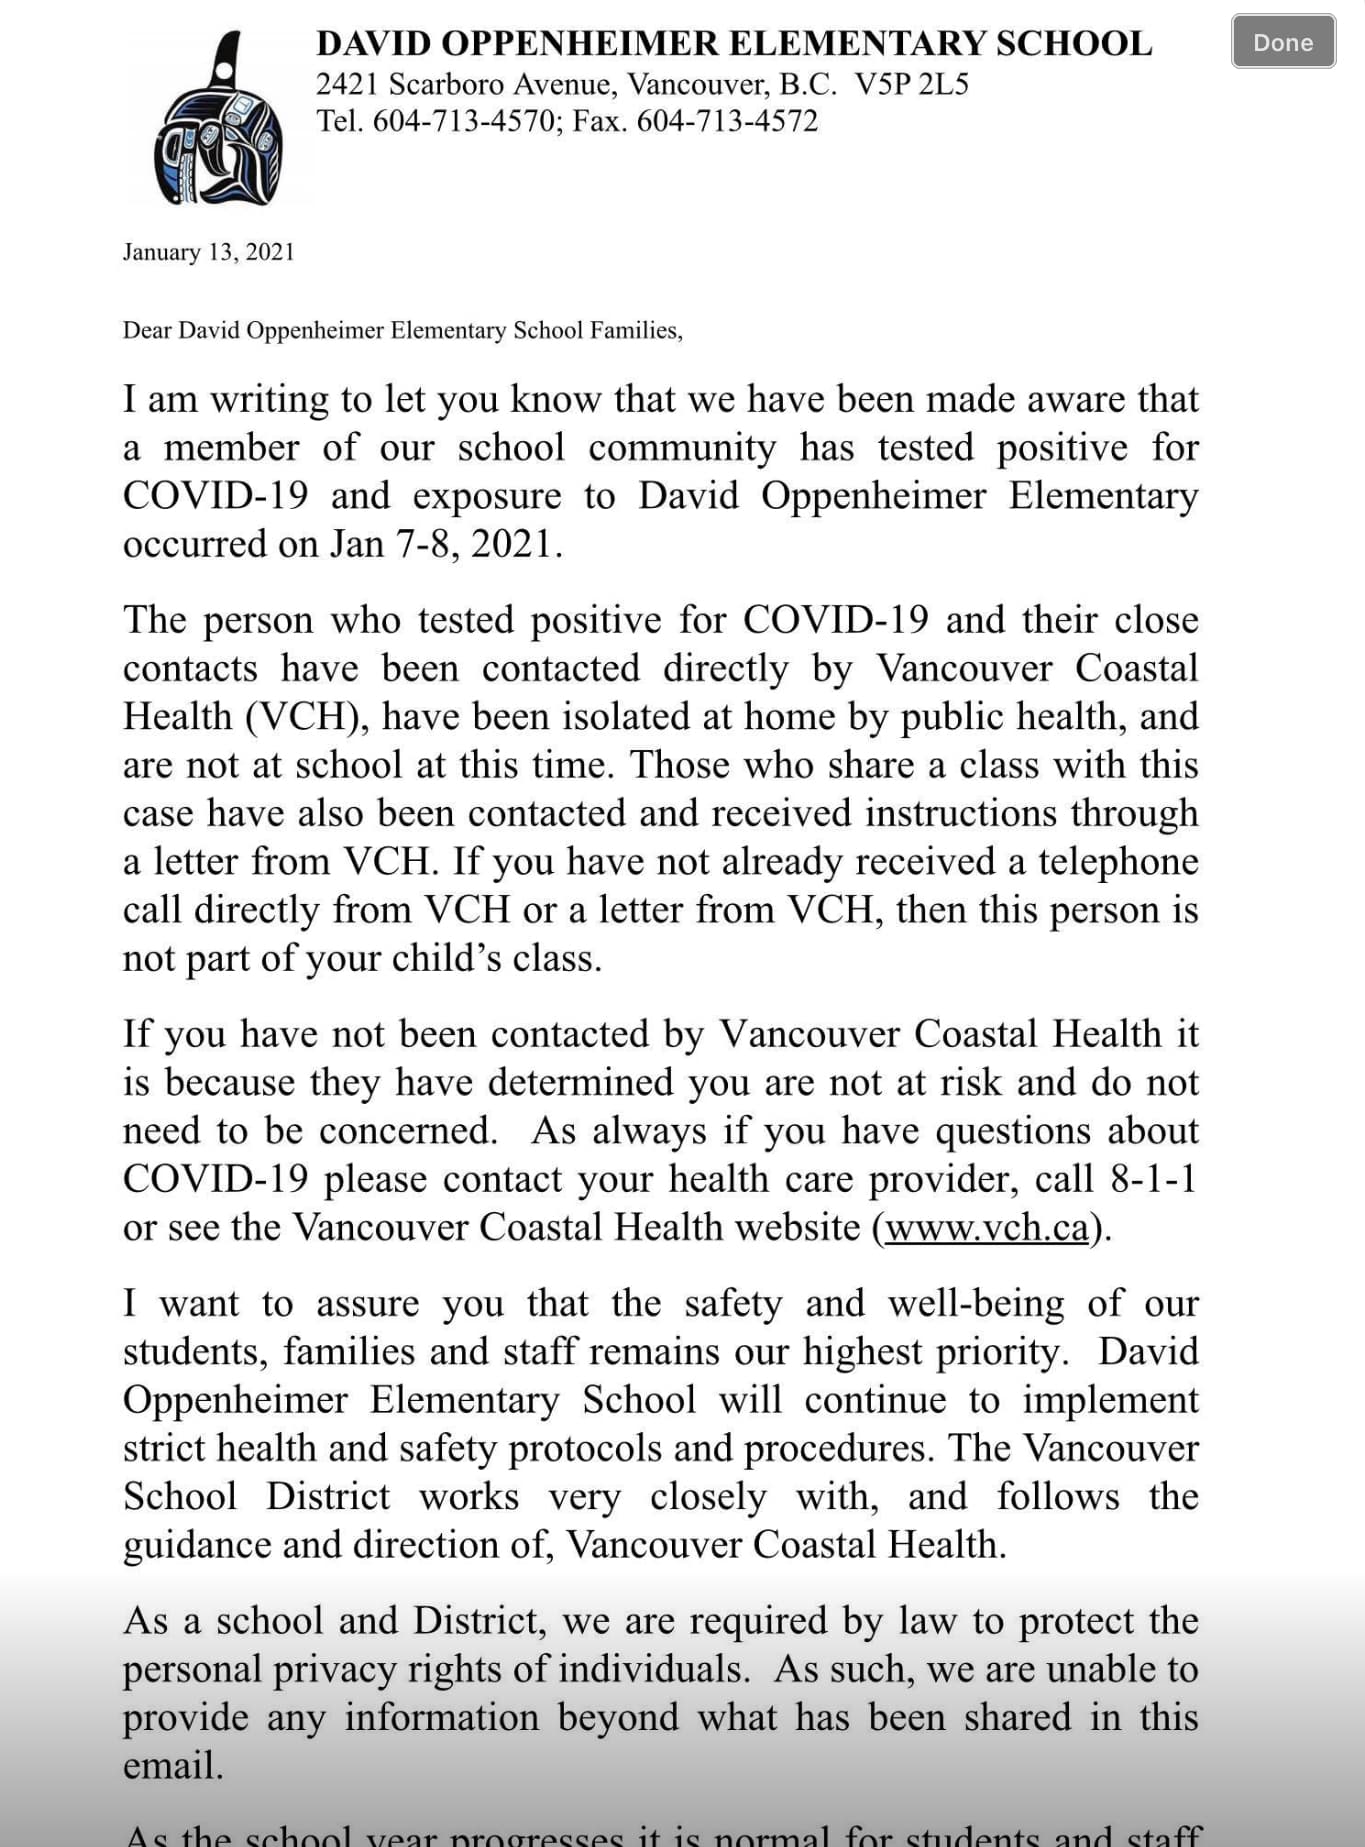 DAVID OPPENHEIMER ELEMENTARY SCHOOL
Done
2421 Scarboro Avenue, Vancouver, B.C.  V5P 2L5
Tel. 604-713-4570; Fax. 604-713-4572
January 13, 2021
Dear David Oppenheimer Elementary School Families,
I am writing to let you know that we have been made aware that
a member of our school community has tested positive for
COVID-19 and exposure to David Oppenheimer Elementary
occurred on Jan 7-8, 2021.
The person who tested positive for COVID-19 and their close
contacts have been contacted directly by Vancouver Coastal
Health (VCH), have been isolated at home by public health, and
are not at school at this time. Those who share a class with this
case have also been contacted and received instructions through
a letter from VCH. If you have not already received a telephone
call directly from VCH or a letter from VCH, then this person is
not part of your child’s class.
If you have not been contacted by Vancouver Coastal Health it
is because they have determined you are not at risk and do not
need to be concerned.  As always if you have questions about
COVID-19 please contact your health care provider, call 8-1-1
or see the Vancouver Coastal Health website (www.vch.ca).
I want to assure you that the safety and well-being of our
students, families and staff remains our highest priority.  David
Oppenheimer Elementary School will continue to implement
strict health and safety protocols and procedures. The Vancouver
School District works very closely with, and follows the
guidance and direction of, Vancouver Coastal Health.
As a school and District, we are required by law to protect the
personal privacy rights of individuals.  As such, we are unable to
provide any information beyond what has been shared in this
email.
As the school year progresses it is normal for students and staff